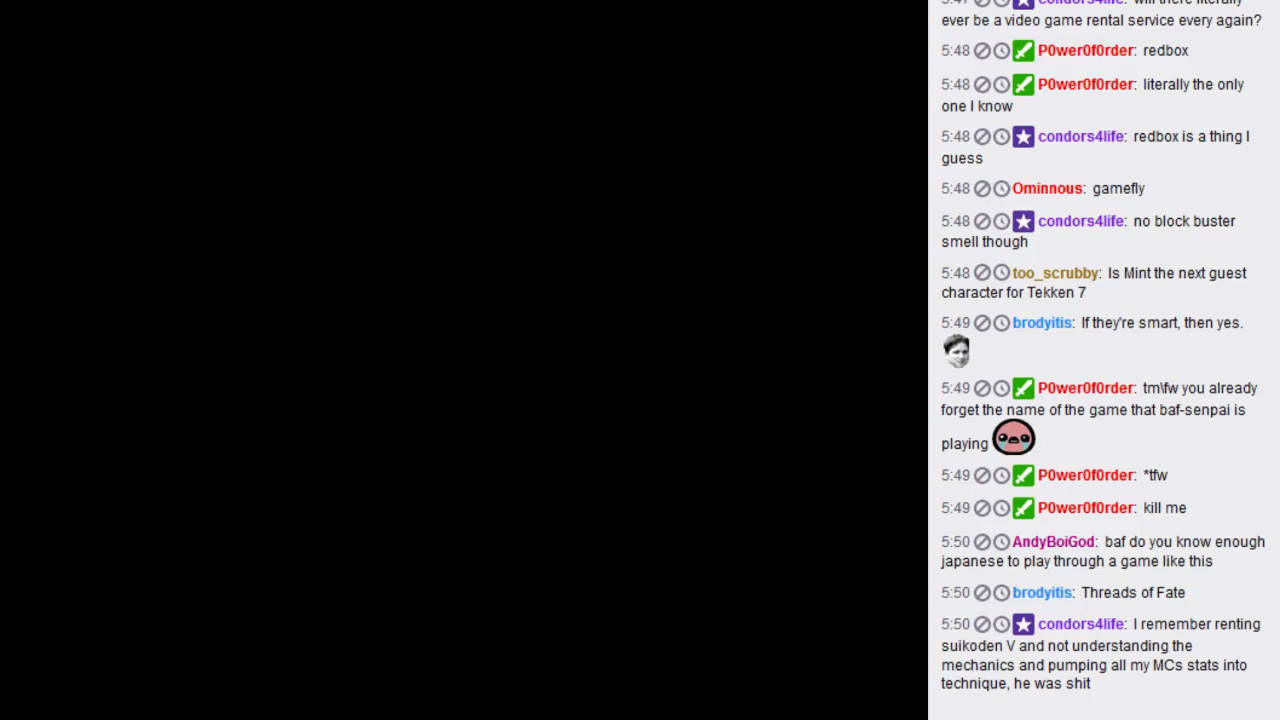 5:47 condors4life: will there literally
ever be a video game rental service every again?
5:48 P0wer0f0rder: redbox
5:48 P0wer0f0rder: literally the only
one I know
5:48 condors4life: redbox is a thing I
guess
5:48 Ominnous: gamefly
5:48 condors4life: no block buster
smell though
5:48 too_scrubby: Is Mint the next guest
character for Tekken 7
5:49 brodyitis: If they're smart, then yes.
5:49 P0wer0f0rder: tm\fw you already
forget the name of the game that baf-senpai is
playing
5:49 P0wer0f0rder: *tfw
5:49 P0wer0f0rder: kill me
5:50 AndyBoiGod: baf do you know enough
japanese to play through a game like this
5:50 brodyitis: Threads of Fate
5:50 condors4life: I remember renting
suikoden V and not understanding the
mechanics and pumping all my MCs stats into
technique, he was shit